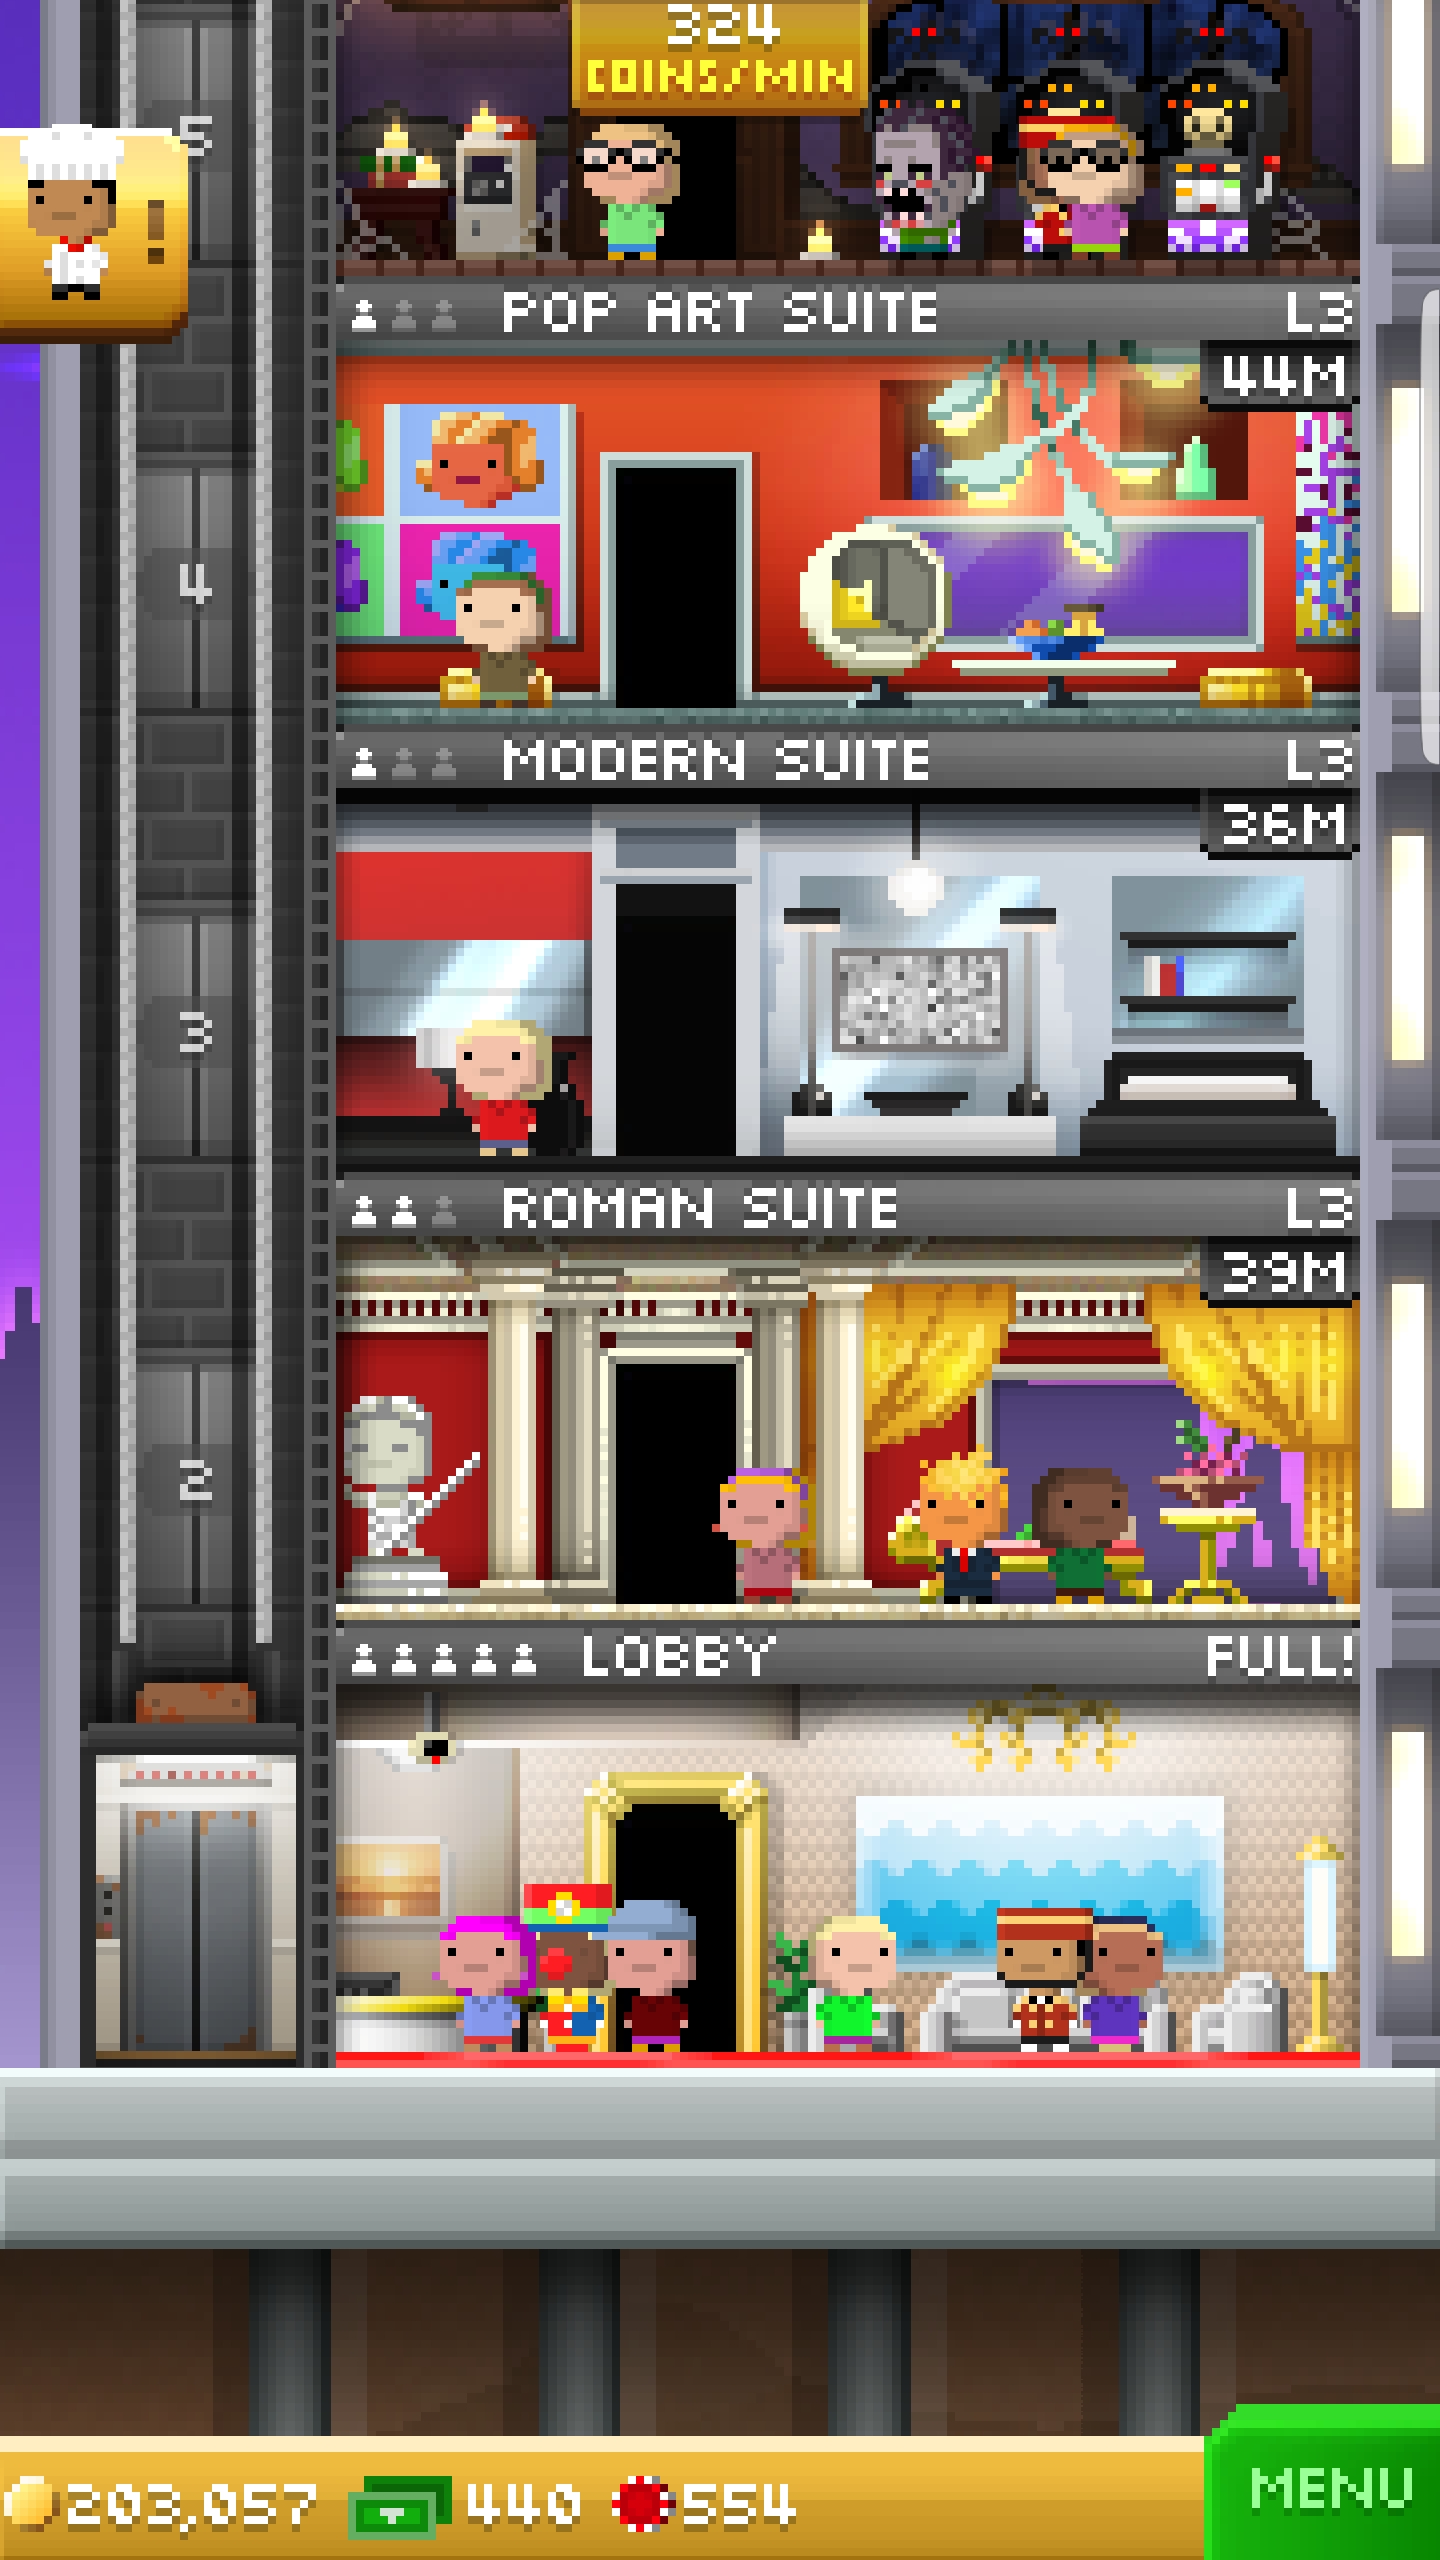 324
COINS/MIN
5
!
POP ART SUITE L3
44M
4
MODERN SUITE L3
36M
3
ROMAN SUITE L3
39M
2
LOBBY FULL!
203,057 440 554
MENU